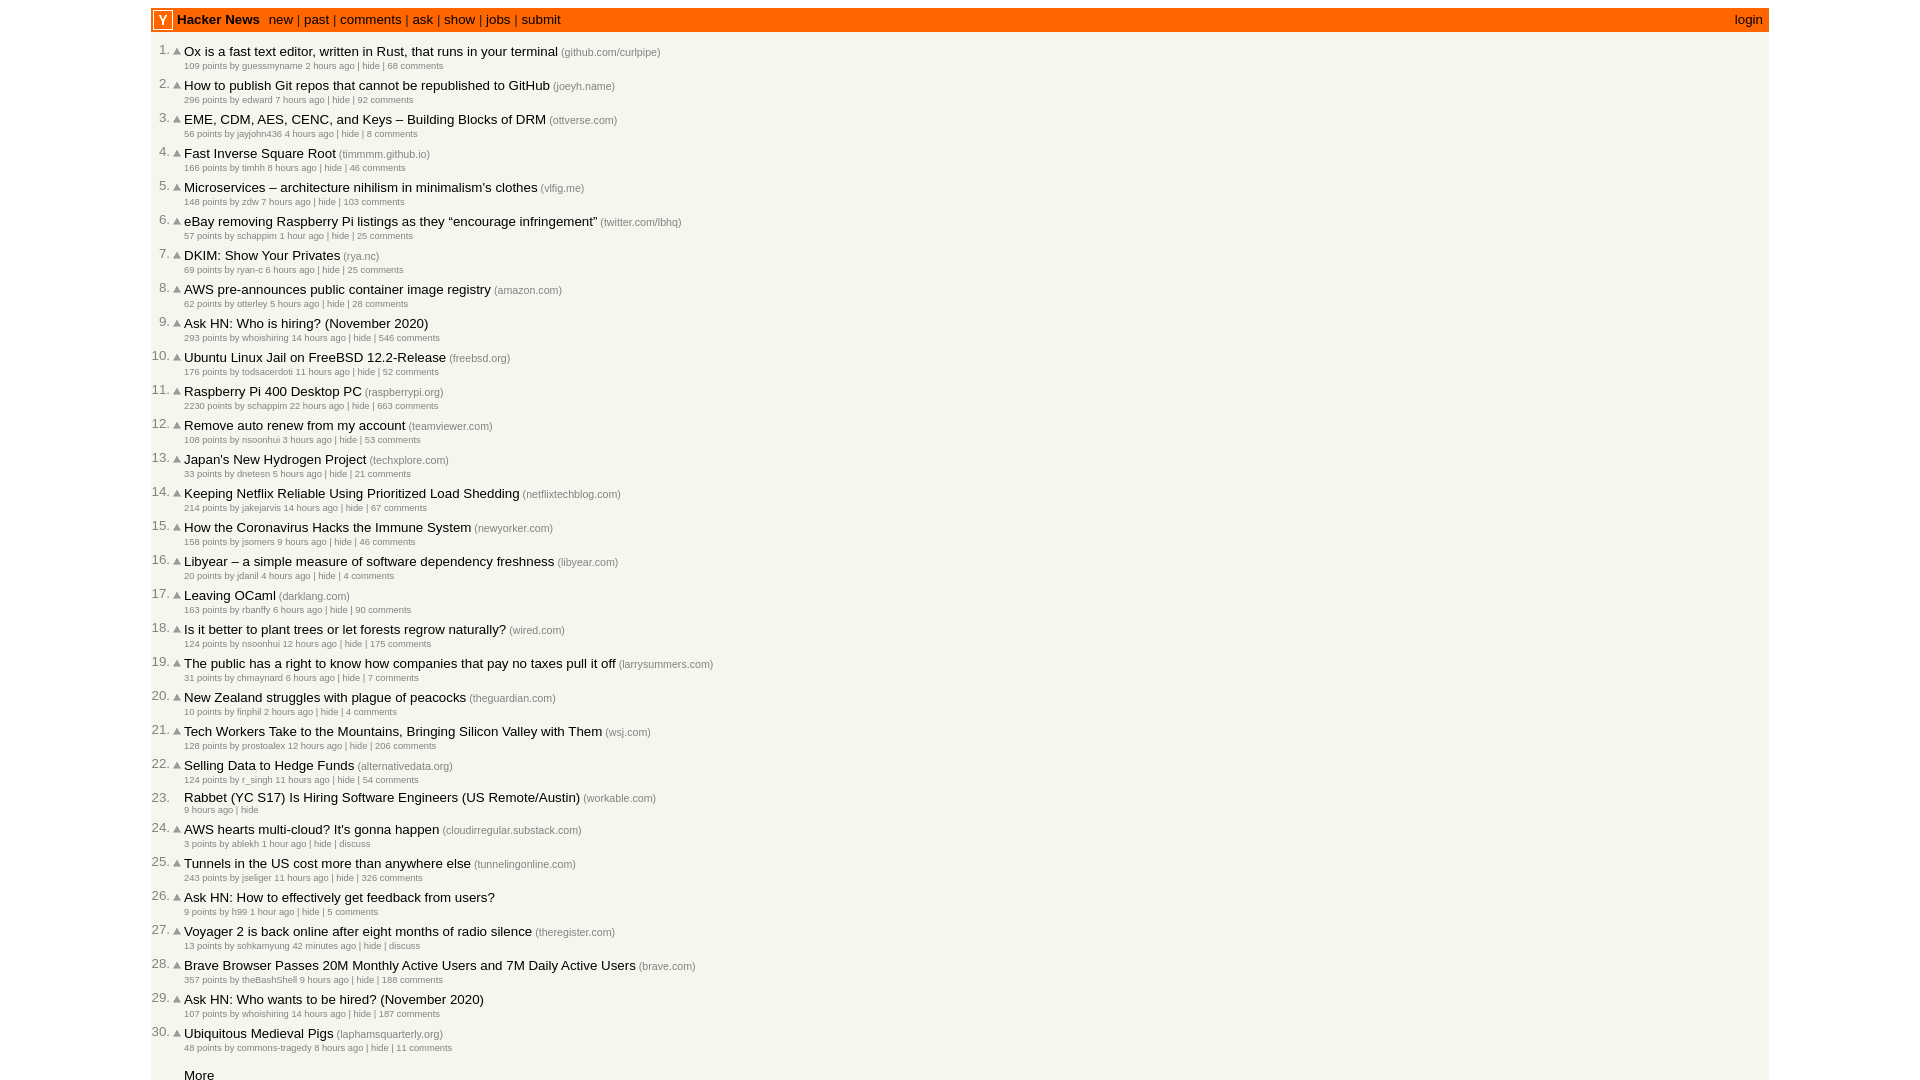 Y Hacker News new | past | comments | ask | show | jobs | submit login
1. Ox is a fast text editor, written in Rust, that runs in your terminal (github.com/curlpipe)
109 points by guessmyname 2 hours ago | hide | 68 comments
2. How to publish Git repos that cannot be republished to GitHub (joeyh.name)
296 points by edward 7 hours ago | hide | 92 comments
3. EME, CDM, AES, CENC, and Keys – Building Blocks of DRM (ottverse.com)
56 points by jayjohn436 4 hours ago | hide | 8 comments
4. Fast Inverse Square Root (timmmm.github.io)
166 points by timhh 8 hours ago | hide | 46 comments
5. Microservices – architecture nihilism in minimalism's clothes (vlfig.me)
148 points by zdw 7 hours ago | hide | 103 comments
6. eBay removing Raspberry Pi listings as they “encourage infringement” (twitter.com/lbhq)
57 points by schappim 1 hour ago | hide | 25 comments
7. DKIM: Show Your Privates (rya.nc)
69 points by ryan-c 6 hours ago | hide | 25 comments
8. AWS pre-announces public container image registry (amazon.com)
62 points by otterley 5 hours ago | hide | 28 comments
9. Ask HN: Who is hiring? (November 2020)
293 points by whoishiring 14 hours ago | hide | 546 comments
10. Ubuntu Linux Jail on FreeBSD 12.2-Release (freebsd.org)
176 points by todsacerdoti 11 hours ago | hide | 52 comments
11. Raspberry Pi 400 Desktop PC (raspberrypi.org)
2230 points by schappim 22 hours ago | hide | 663 comments
12. Remove auto renew from my account (teamviewer.com)
108 points by nsoonhui 3 hours ago | hide | 53 comments
13. Japan's New Hydrogen Project (techxplore.com)
33 points by dnetesn 5 hours ago | hide | 21 comments
14. Keeping Netflix Reliable Using Prioritized Load Shedding (netflixtechblog.com)
214 points by jakejarvis 14 hours ago | hide | 67 comments
15. How the Coronavirus Hacks the Immune System (newyorker.com)
158 points by jsomers 9 hours ago | hide | 46 comments
16. Libyear – a simple measure of software dependency freshness (libyear.com)
20 points by jdanil 4 hours ago | hide | 4 comments
17. Leaving OCaml (darklang.com)
163 points by rbanffy 6 hours ago | hide | 90 comments
18. Is it better to plant trees or let forests regrow naturally? (wired.com)
124 points by nsoonhui 12 hours ago | hide | 175 comments
19. The public has a right to know how companies that pay no taxes pull it off (larrysummers.com)
31 points by chmaynard 6 hours ago | hide | 7 comments
20. New Zealand struggles with plague of peacocks (theguardian.com)
10 points by finphil 2 hours ago | hide | 4 comments
21. Tech Workers Take to the Mountains, Bringing Silicon Valley with Them (wsj.com)
128 points by prostoalex 12 hours ago | hide | 206 comments
22. Selling Data to Hedge Funds (alternativedata.org)
124 points by r_singh 11 hours ago | hide | 54 comments
23. Rabbet (YC S17) Is Hiring Software Engineers (US Remote/Austin) (workable.com)
9 hours ago | hide
24. AWS hearts multi-cloud? It's gonna happen (cloudirregular.substack.com)
3 points by ablekh 1 hour ago | hide | discuss
25. Tunnels in the US cost more than anywhere else (tunnelingonline.com)
243 points by jseliger 11 hours ago | hide | 326 comments
26. Ask HN: How to effectively get feedback from users?
9 points by h99 1 hour ago | hide | 5 comments
27. Voyager 2 is back online after eight months of radio silence (theregister.com)
13 points by sohkamyung 42 minutes ago | hide | discuss
28. Brave Browser Passes 20M Monthly Active Users and 7M Daily Active Users (brave.com)
357 points by theBashShell 9 hours ago | hide | 188 comments
29. Ask HN: Who wants to be hired? (November 2020)
107 points by whoishiring 14 hours ago | hide | 187 comments
30. Ubiquitous Medieval Pigs (laphamsquarterly.org)
48 points by commons-tragedy 8 hours ago | hide | 11 comments
More